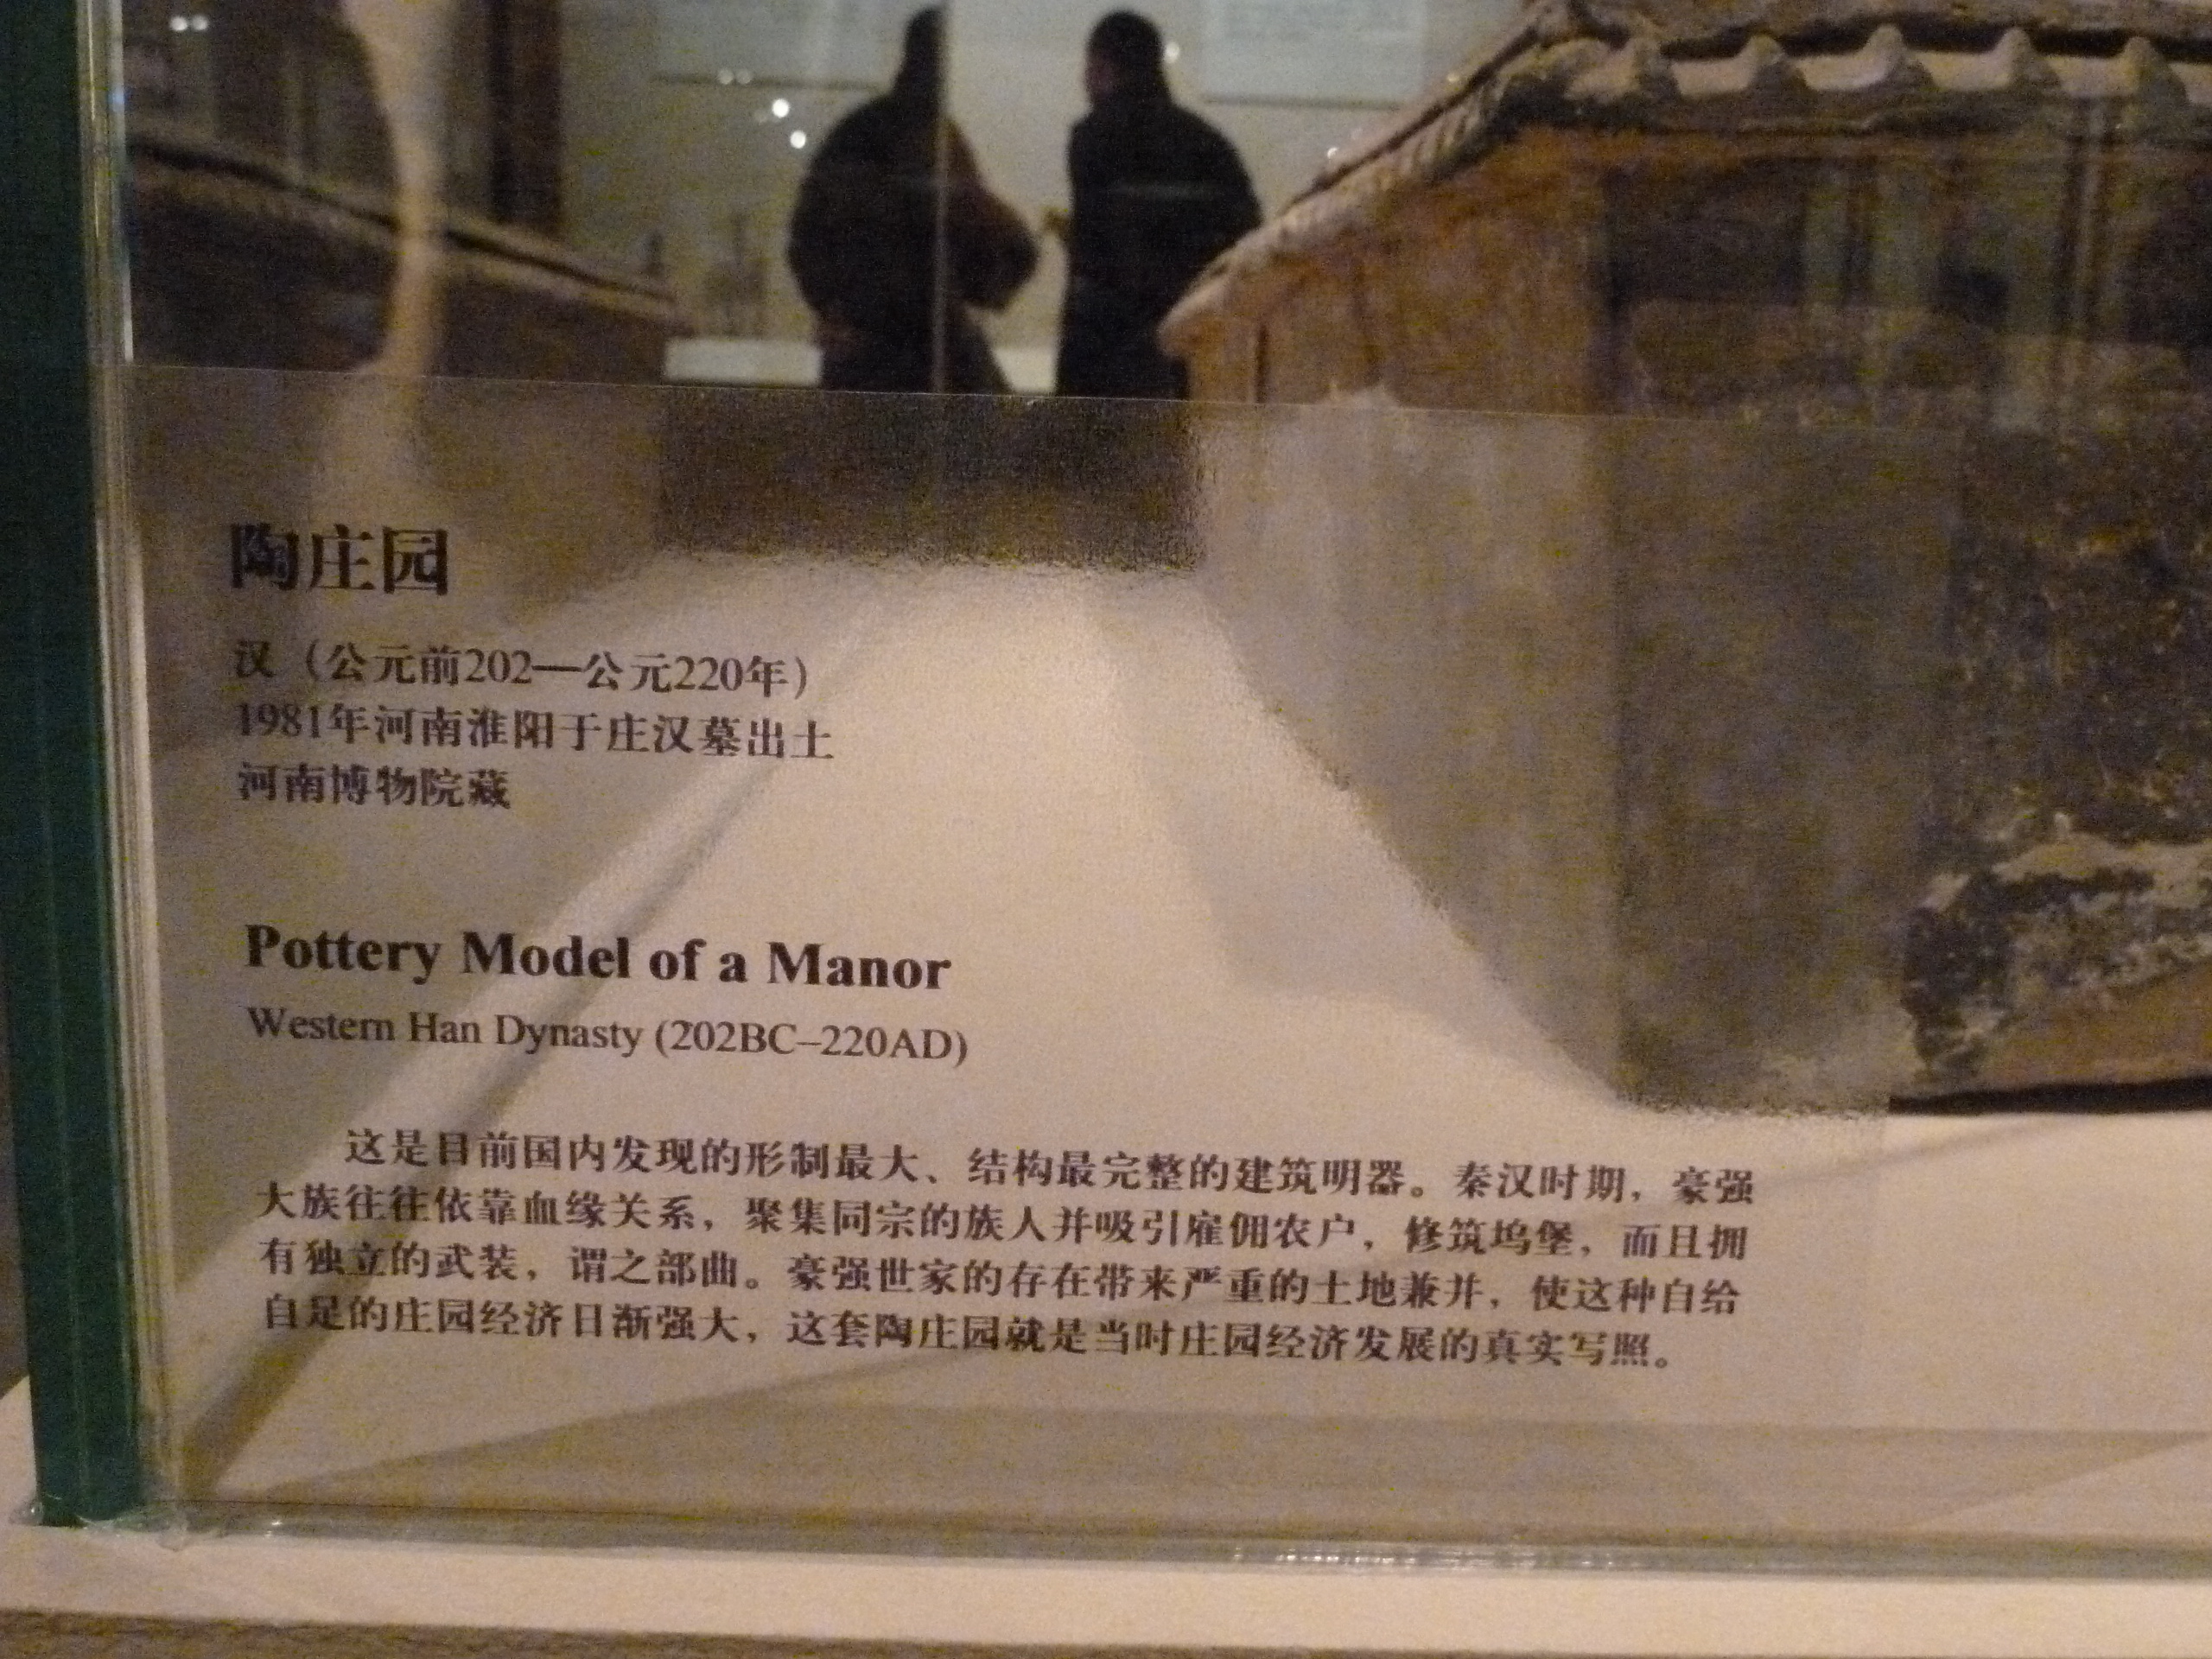 陶庄园
汉（公元前202—公元220年）
1981年河南淮阳于庄汉墓出土
河南博物院藏
Pottery Model of a Manor
Western Han Dynasty (202BC–220AD)
这是目前国内发现的形制最大、结构最完整的建筑明器。秦汉时期，豪强
大族往往依靠血缘关系，聚集同宗的族人并吸引雇佣农户，修筑坞堡，而且拥
有独立的武装，谓之部曲。豪强世家的存在带来严重的土地兼并，使这种自给
自足的庄园经济日渐强大，这套陶庄园就是当时庄园经济发展的真实写照。